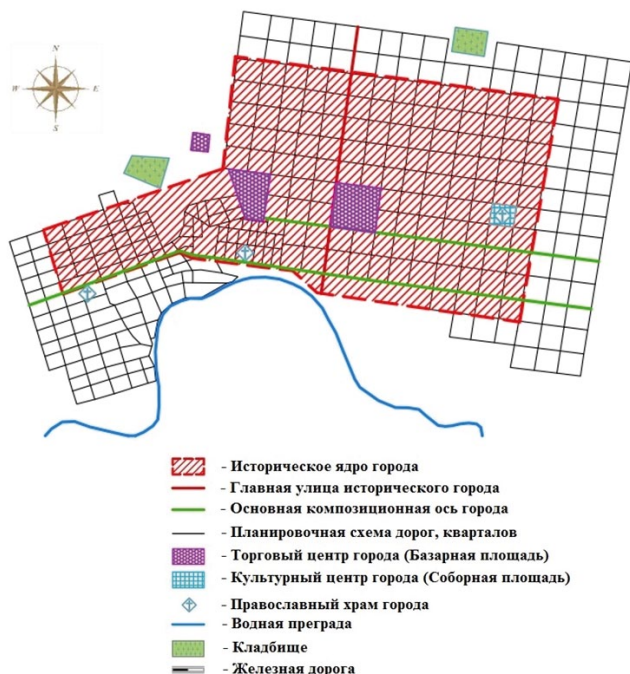 N
W E
S
- Историческое ядро города
- Главная улица исторического города
- Основная композиционная ось города
- Планировочная схема дорог, кварталов
- Торговый центр города (Базарная площадь)
- Культурный центр города (Соборная площадь)
- Православный храм города
- Водная преграда
- Кладбище
- Железная дорога